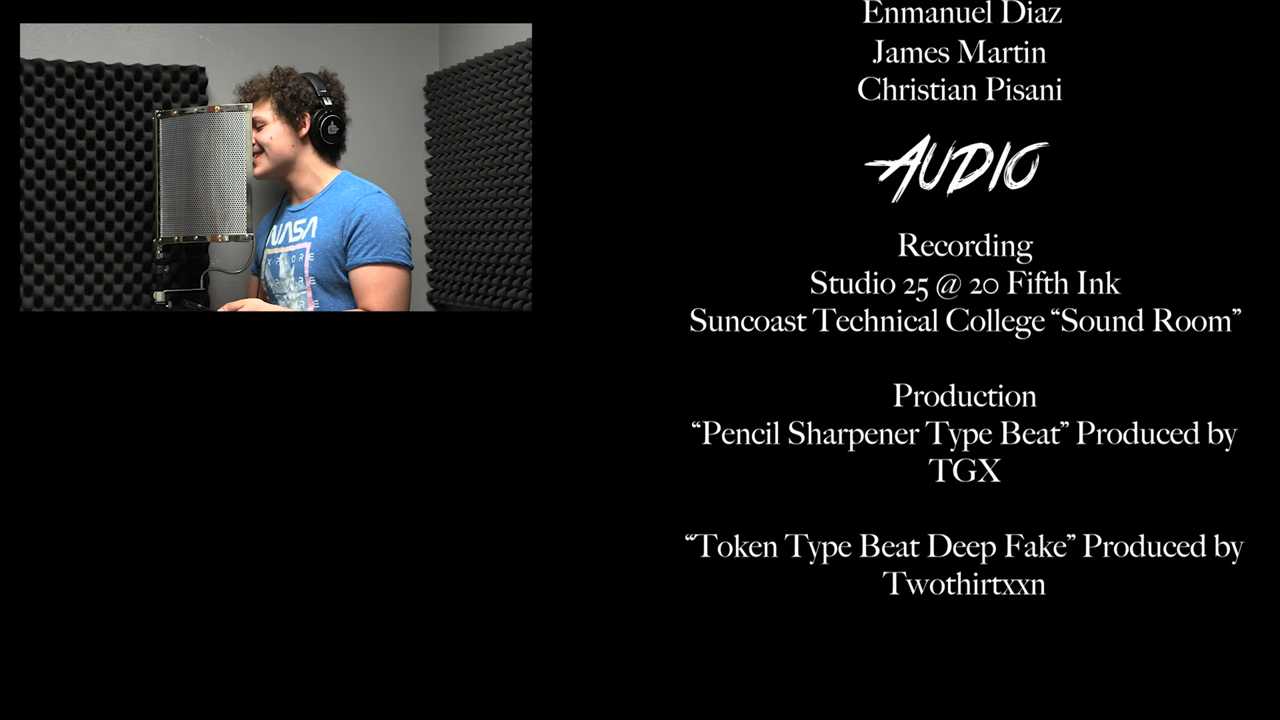 Enmanuel Diaz
James Martin
Christian Pisani
AUDIO
Recording
Studio 25 @ 20 Fifth Ink
Suncoast Technical College “Sound Room”
Production
“Pencil Sharpener Type Beat” Produced by
TGX
“Token Type Beat Deep Fake” Produced by
Twothirtxxn
NASA